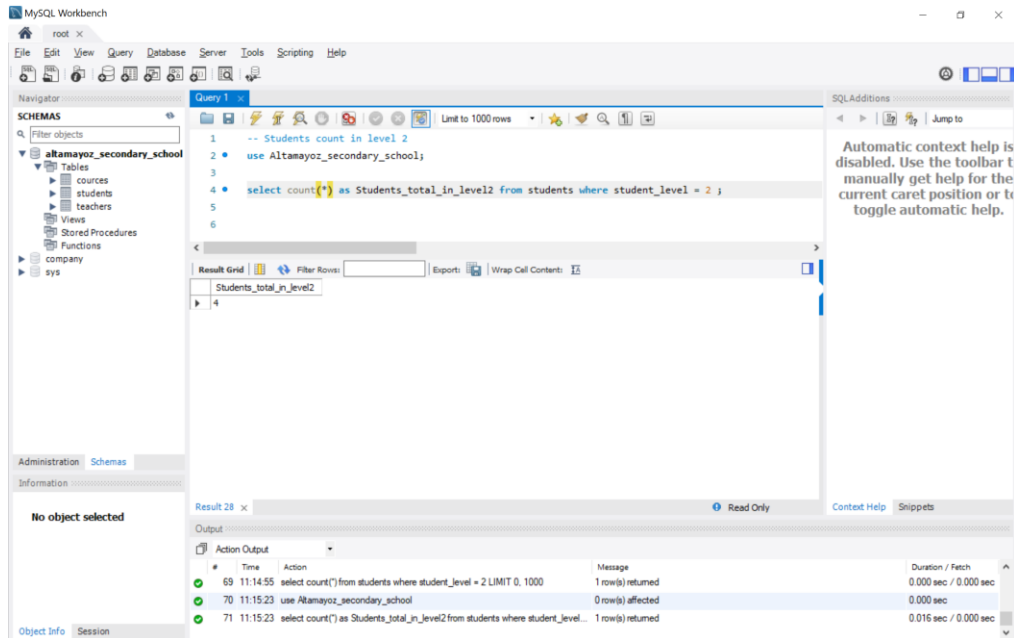 MySQL Workbench
root ×
File Edit View Query Database Server Tools Scripting Help
Navigator
SCHEMAS
Filter objects
altamayoz_secondary_school
Tables
cources
students
teachers
Views
Stored Procedures
Functions
company
sys
Administration Schemas
Information
No object selected
Object Info Session
Query 1 ×
Limit to 1000 rows
1 -- Students count in level 2
2 use Altamayoz_secondary_school;
3
4 select count(*) as Students_total_in_level2 from students where student_level = 2 ;
5
6
Result Grid Filter Rows: Export: Wrap Cell Content:
Students_total_in_level2
4
Result 28 × Read Only
Output
Action Output
# Time Action Message Duration / Fetch
69 11:14:55 select count(*) from students where student_level = 2 LIMIT 0, 1000 1 row(s) returned 0.000 sec / 0.000 sec
70 11:15:23 use Altamayoz_secondary_school 0 row(s) affected 0.000 sec
71 11:15:23 select count(*) as Students_total_in_level2 from students where student_level... 1 row(s) returned 0.016 sec / 0.000 sec
SQLAdditions
Jump to
Automatic context help is
disabled. Use the toolbar t
manually get help for the
current caret position or to
toggle automatic help.
Context Help Snippets